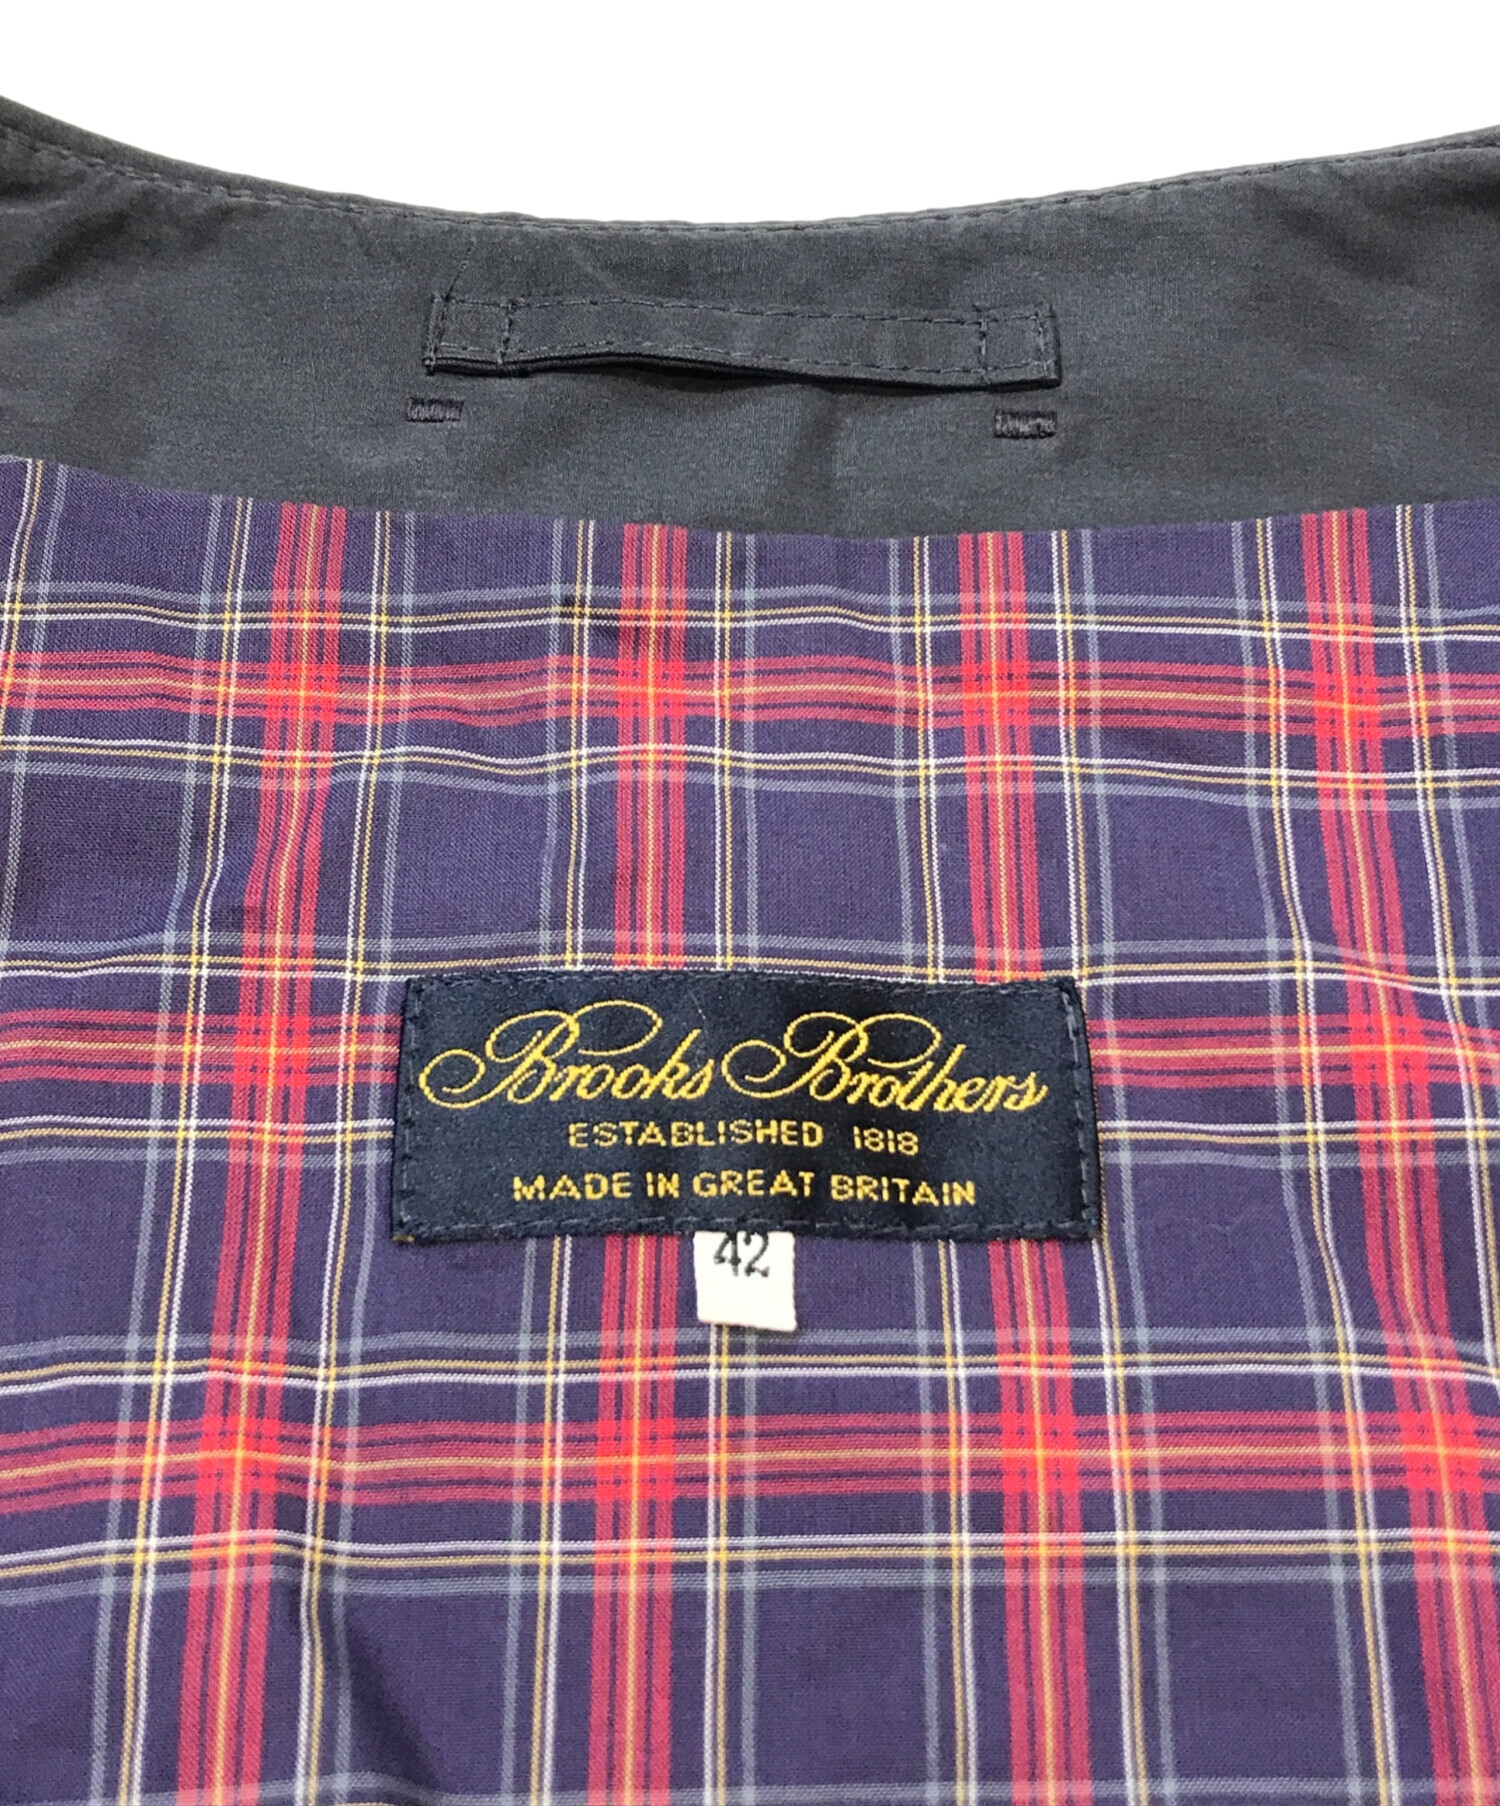 Brooks Brothers
ESTABLISHED 1818
MADE IN GREAT BRITAIN
42